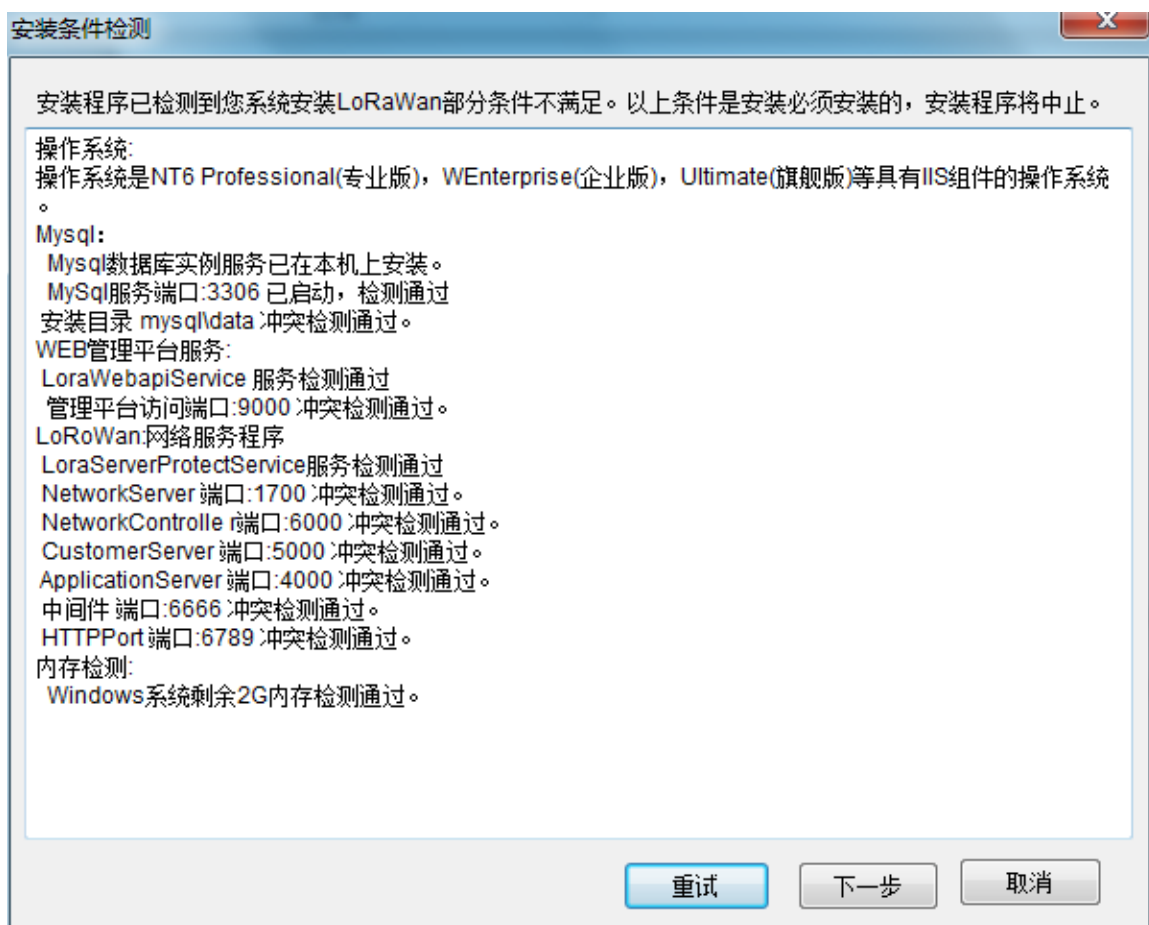 安装条件检测
X
安装程序已检测到您系统安装LoRaWan部分条件不满足。以上条件是安装必须安装的，安装程序将中止。
操作系统:
操作系统是NT6 Professional(专业版)，WEnterprise(企业版)，Ultimate(旗舰版)等具有IIS组件的操作系统
。
Mysql：
Mysql数据库实例服务已在本机上安装。
MySql服务端口:3306 已启动，检测通过
安装目录 mysql\data 冲突检测通过。
WEB管理平台服务:
LoraWebapiService 服务检测通过
管理平台访问端口:9000 冲突检测通过。
LoRoWan:网络服务程序
LoraServerProtectService服务检测通过
NetworkServer 端口:1700 冲突检测通过。
NetworkControlle r端口:6000 冲突检测通过。
CustomerServer 端口:5000 冲突检测通过。
ApplicationServer 端口:4000 冲突检测通过。
中间件 端口:6666 冲突检测通过。
HTTPPort 端口:6789 冲突检测通过。
内存检测:
Windows系统剩余2G内存检测通过。
重试 下一步 取消